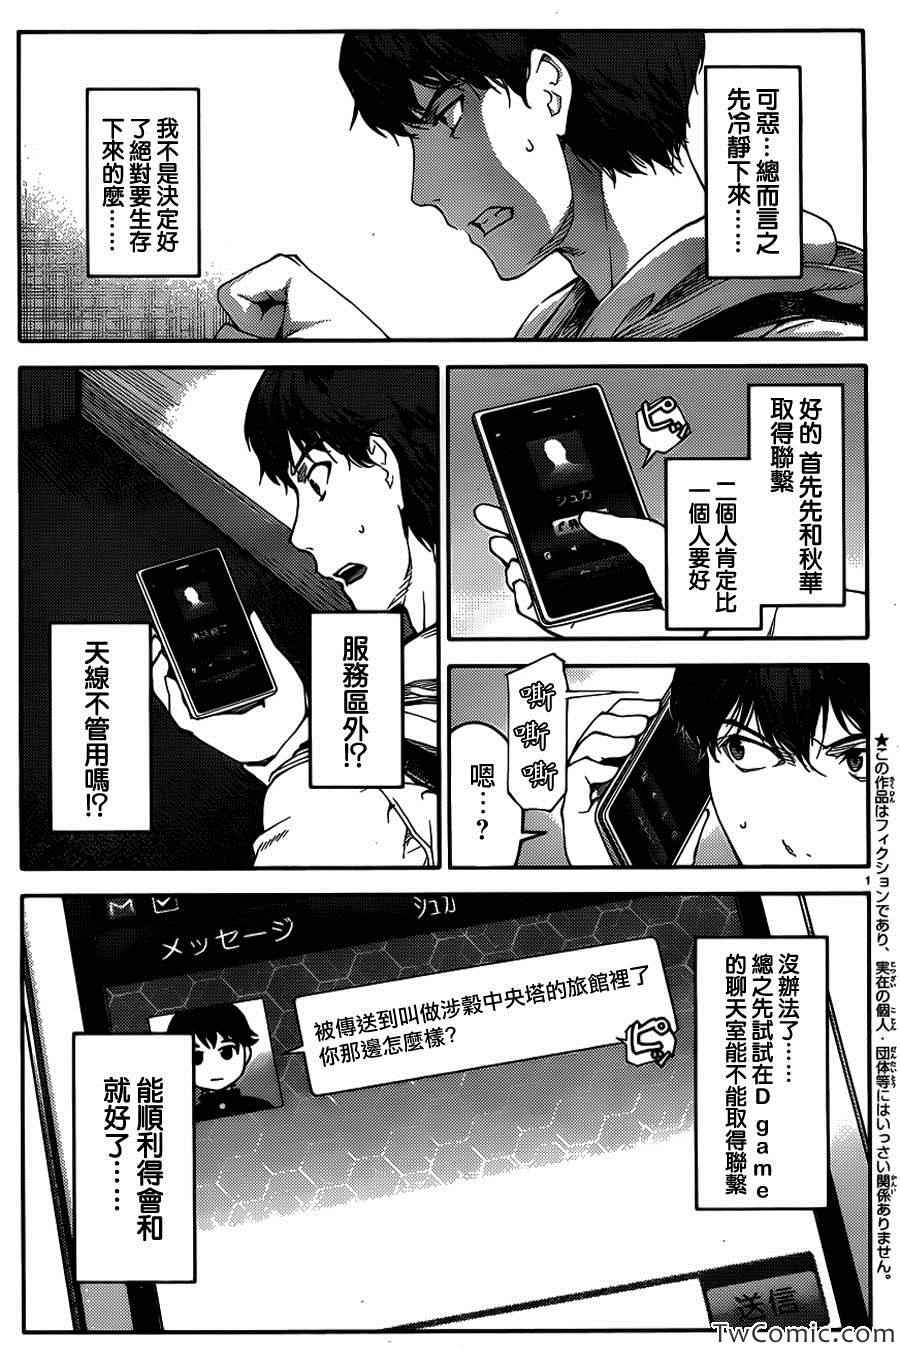 可惡…總而言之
先冷靜下來……
我不是決定好
了絕對要生存
下來的麼……
好的 首先先和秋華
取得聯繫
二個人肯定比
一個人要好
ピッ
シュカ
服務區外!?
天線不管用嗎!?
嘶
嘶嘶
嘶
嗯…?
1
★この作品はフィクションであり、実在の個人・団体等にはいっさい関係ありません。
沒辦法了……
總之先試試在D game
的聊天室能不能取得聯繫
シュカ
メッセージ
被傳送到叫做涉穀中央塔的旅館裡了
你那邊怎麼樣?
ピッ
能順利得會和
就好了……
送信
TwComic.com